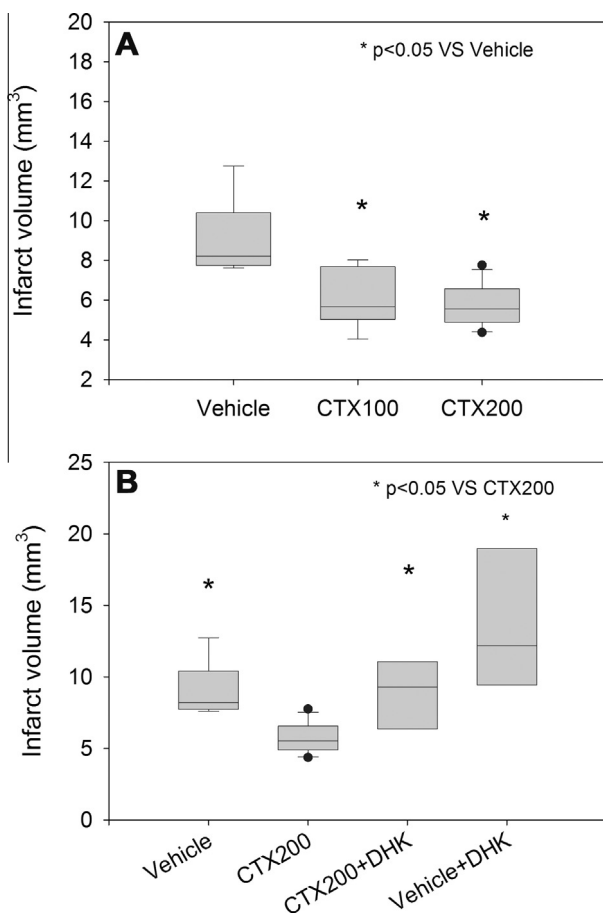 A
* p<0.05 VS Vehicle
Infarct volume (mm³)
20
18
16
14
12
10
8
6
4
2
*
*
Vehicle CTX100 CTX200
B
* p<0.05 VS CTX200
Infarct volume (mm³)
25
20
15
10
5
0
*
*
*
Vehicle CTX200 CTX200+DHK Vehicle+DHK